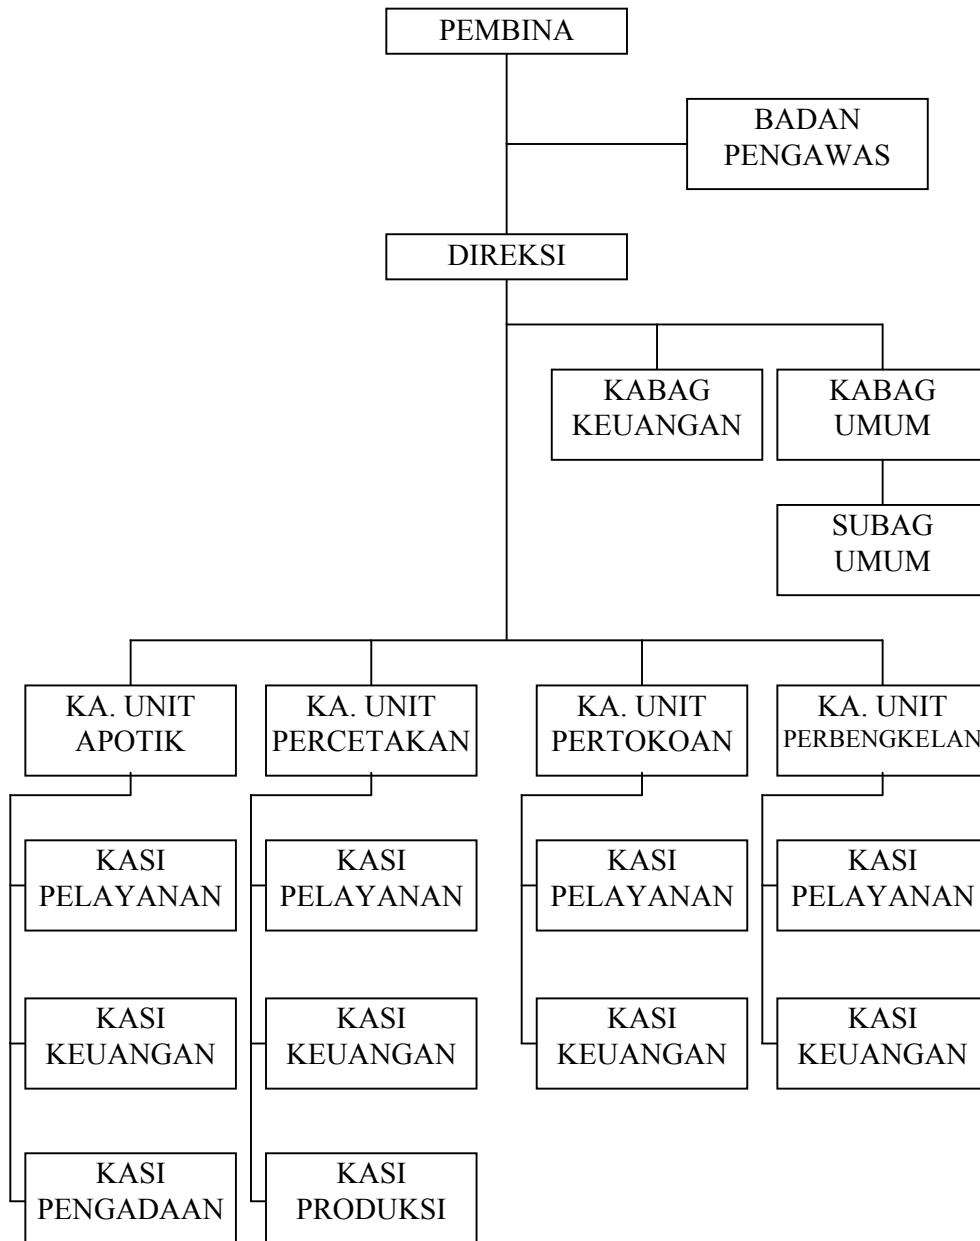 PEMBINA
BADAN
PENGAWAS
DIREKSI
KABAG
KEUANGAN
KABAG
UMUM
SUBAG
UMUM
KA. UNIT
APOTIK
KA. UNIT
PERCETAKAN
KA. UNIT
PERTOKOAN
KA. UNIT
PERBENGKELAN
KASI
PELAYANAN
KASI
PELAYANAN
KASI
PELAYANAN
KASI
PELAYANAN
KASI
KEUANGAN
KASI
KEUANGAN
KASI
KEUANGAN
KASI
KEUANGAN
KASI
PENGADAAN
KASI
PRODUKSI